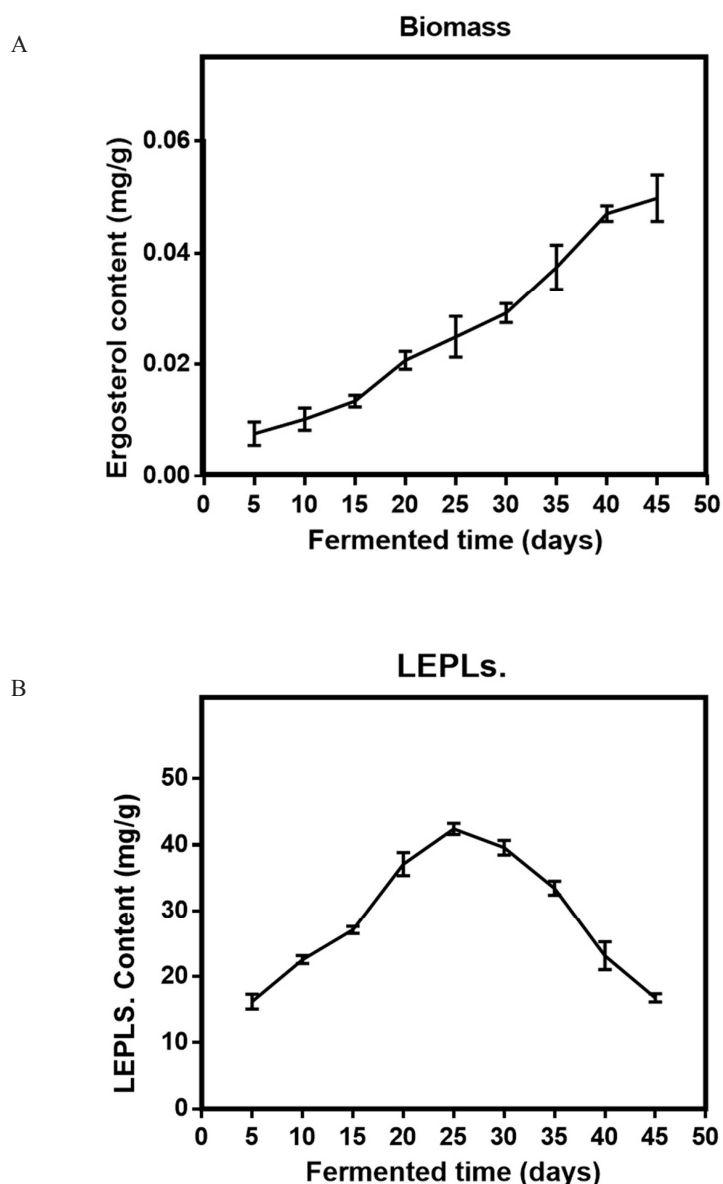 A
Biomass
Ergosterol content (mg/g)
0.06
0.04
0.02
0.00
0 5 10 15 20 25 30 35 40 45 50
Fermented time (days)
B
LEPLs.
LEPLS. Content (mg/g)
50
40
30
20
10
0
0 5 10 15 20 25 30 35 40 45 50
Fermented time (days)